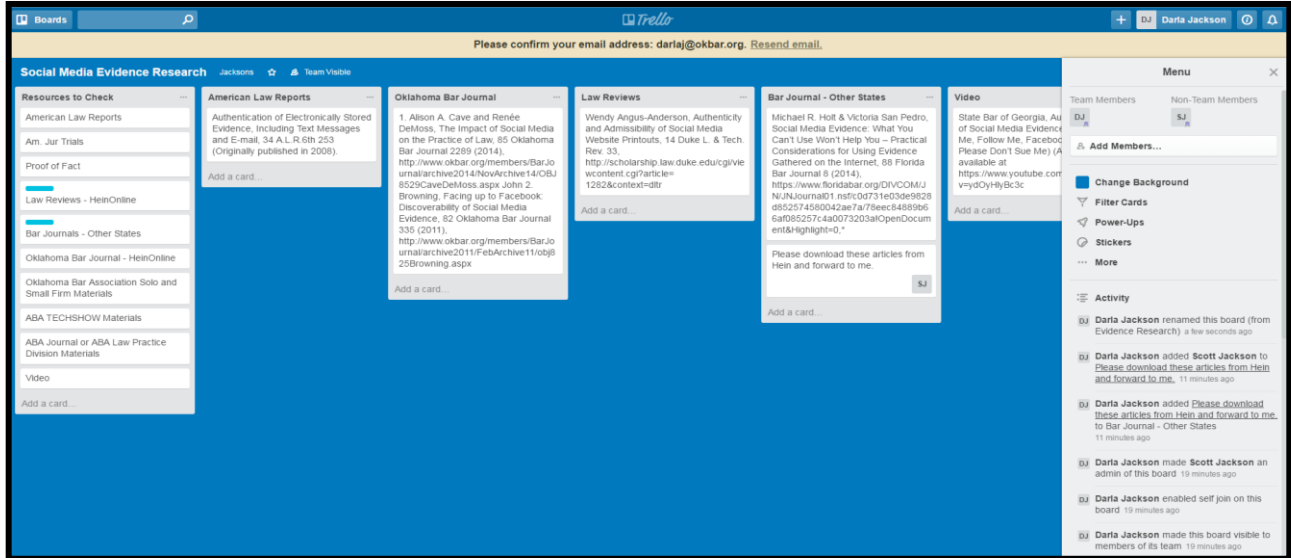 Boards
Trello
Darla Jackson
DJ
Please confirm your email address: darlaj@okbar.org. Resend email.
Social Media Evidence Research
Jacksons
Team Visible
Resources to Check
American Law Reports
Am. Jur Trials
Proof of Fact
Law Reviews - HeinOnline
Bar Journals - Other States
Oklahoma Bar Journal - HeinOnline
Oklahoma Bar Association Solo and
Small Firm Materials
ABA TECHSHOW Materials
ABA Journal or ABA Law Practice
Division Materials
Video
Add a card...
American Law Reports
Authentication of Electronically Stored
Evidence, Including Text Messages
and E-mail, 34 A.L.R.6th 253
(Originally published in 2008).
Add a card...
Oklahoma Bar Journal
1. Alison A. Cave and Renée
DeMoss, The Impact of Social Media
on the Practice of Law, 85 Oklahoma
Bar Journal 2289 (2014),
http://www.okbar.org/members/BarJo
urnal/archive2014/NovArchive14/OBJ
8529CaveDeMoss.aspx John 2.
Browning, Facing up to Facebook:
Discoverability of Social Media
Evidence, 82 Oklahoma Bar Journal
335 (2011),
http://www.okbar.org/members/BarJo
urnal/archive2011/FebArchive11/obj8
25Browning.aspx
Add a card...
Law Reviews
Wendy Angus-Anderson, Authenticity
and Admissibility of Social Media
Website Printouts, 14 Duke L. & Tech.
Rev. 33,
http://scholarship.law.duke.edu/cgi/vie
wcontent.cgi?article=
1282&context=dltr
Add a card...
Bar Journal - Other States
Michael R. Holt & Victoria San Pedro,
Social Media Evidence: What You
Can't Use Won't Help You – Practical
Considerations for Using Evidence
Gathered on the Internet, 88 Florida
Bar Journal 8 (2014),
https://www.floridabar.org/DIVCOM/J
N/JNJournal01.nsf/c0d731e03de9828
d852574580042ae7a/78eec84889b6
6af085257c4a0073203a!OpenDocum
ent&Highlight=0,*
Please download these articles from
Hein and forward to me.
SJ
Add a card...
Video
State Bar of Georgia, Au
of Social Media Evidence
Me, Follow Me, Faceboo
Please Don't Sue Me) (A
available at
https://www.youtube.com
v=ydOyHlyBc3c
Add a card...
Menu
Team Members
Non-Team Members
DJ
SJ
Add Members...
Change Background
Filter Cards
Power-Ups
Stickers
More
Activity
DJ
Darla Jackson renamed this board (from
Evidence Research) a few seconds ago
DJ
Darla Jackson added Scott Jackson to
Please download these articles from Hein
and forward to me. 11 minutes ago
DJ
Darla Jackson added Please download
these articles from Hein and forward to me.
to Bar Journal - Other States
11 minutes ago
DJ
Darla Jackson made Scott Jackson an
admin of this board 19 minutes ago
DJ
Darla Jackson enabled self join on this
board 19 minutes ago
DJ
Darla Jackson made this board visible to
members of its team 19 minutes ago